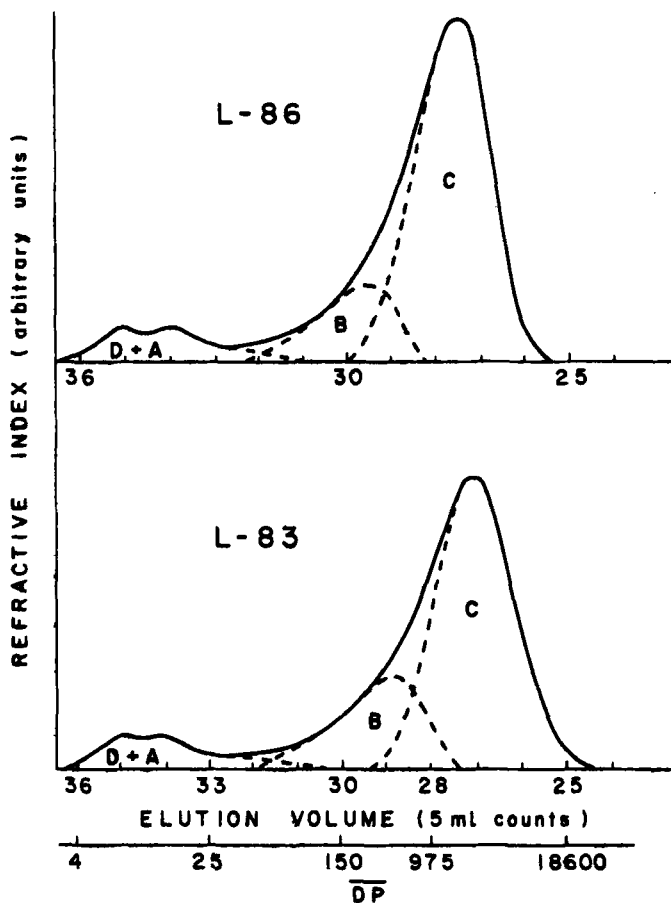 REFRACTIVE INDEX (arbitrary units)
L-86
C
B
D + A
36 30 25
L-83
C
B
D + A
36 33 30 28 25
ELUTION VOLUME (5 ml counts)
4 25 150 975 18600
DP